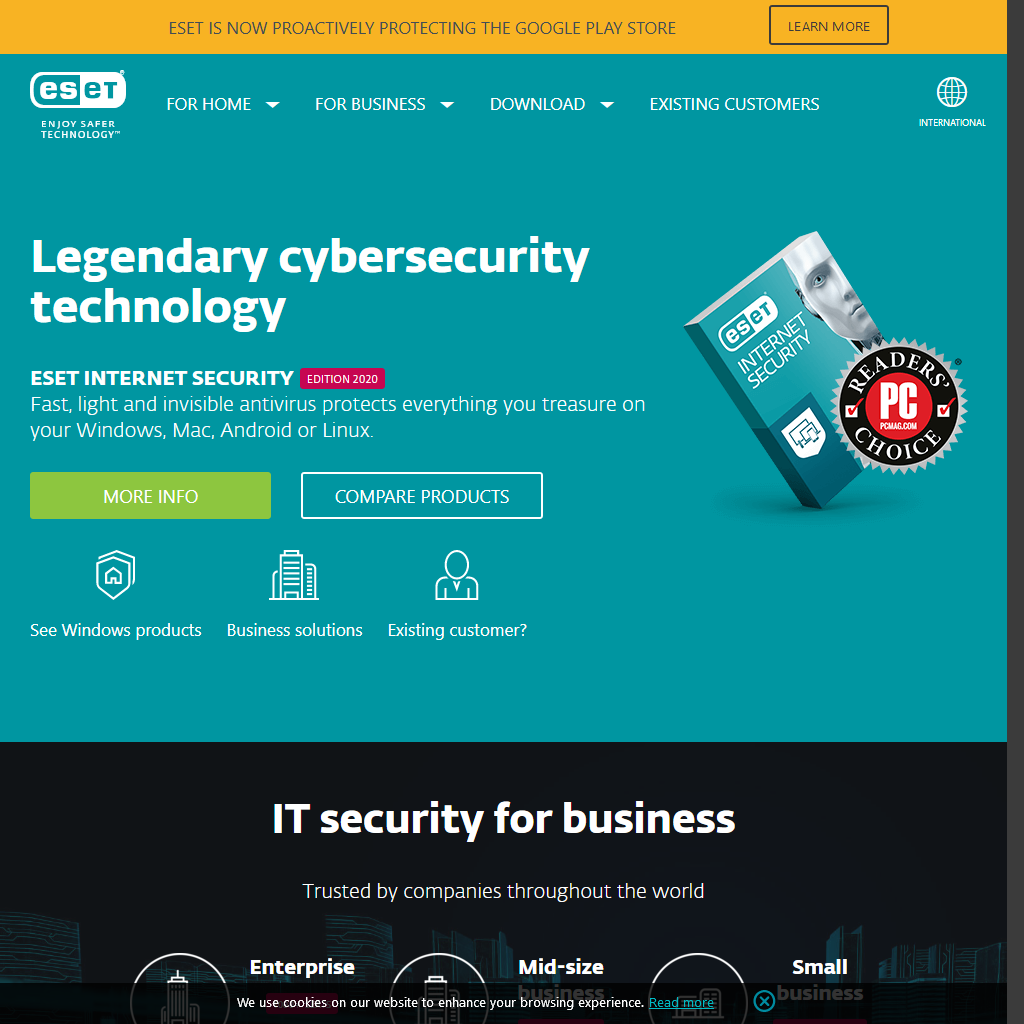 ESET IS NOW PROACTIVELY PROTECTING THE GOOGLE PLAY STORE
LEARN MORE
eset®
ENJOY SAFER
TECHNOLOGY™
FOR HOME
FOR BUSINESS
DOWNLOAD
EXISTING CUSTOMERS
INTERNATIONAL
Legendary cybersecurity
technology
ESET INTERNET SECURITY
EDITION 2020
Fast, light and invisible antivirus protects everything you treasure on
your Windows, Mac, Android or Linux.
MORE INFO
COMPARE PRODUCTS
eset
INTERNET
SECURITY
READERS'
PC
PCMAG.COM
CHOICE
®
See Windows products
Business solutions
Existing customer?
IT security for business
Trusted by companies throughout the world
Enterprise
Mid-size
business
Small
business
We use cookies on our website to enhance your browsing experience. Read more